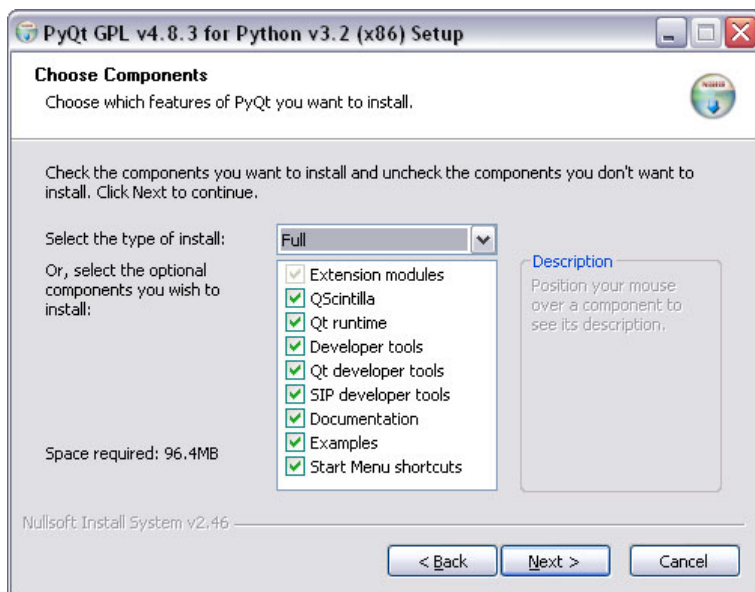 PyQt GPL v4.8.3 for Python v3.2 (x86) Setup
Choose Components
Choose which features of PyQt you want to install.
Check the components you want to install and uncheck the components you don't want to
install. Click Next to continue.
Select the type of install:
Full
Or, select the optional
components you wish to
install:
Extension modules
QScintilla
Qt runtime
Developer tools
Qt developer tools
SIP developer tools
Documentation
Examples
Start Menu shortcuts
Description
Position your mouse
over a component to
see its description.
Space required: 96.4MB
Nullsoft Install System v2.46
< Back
Next >
Cancel